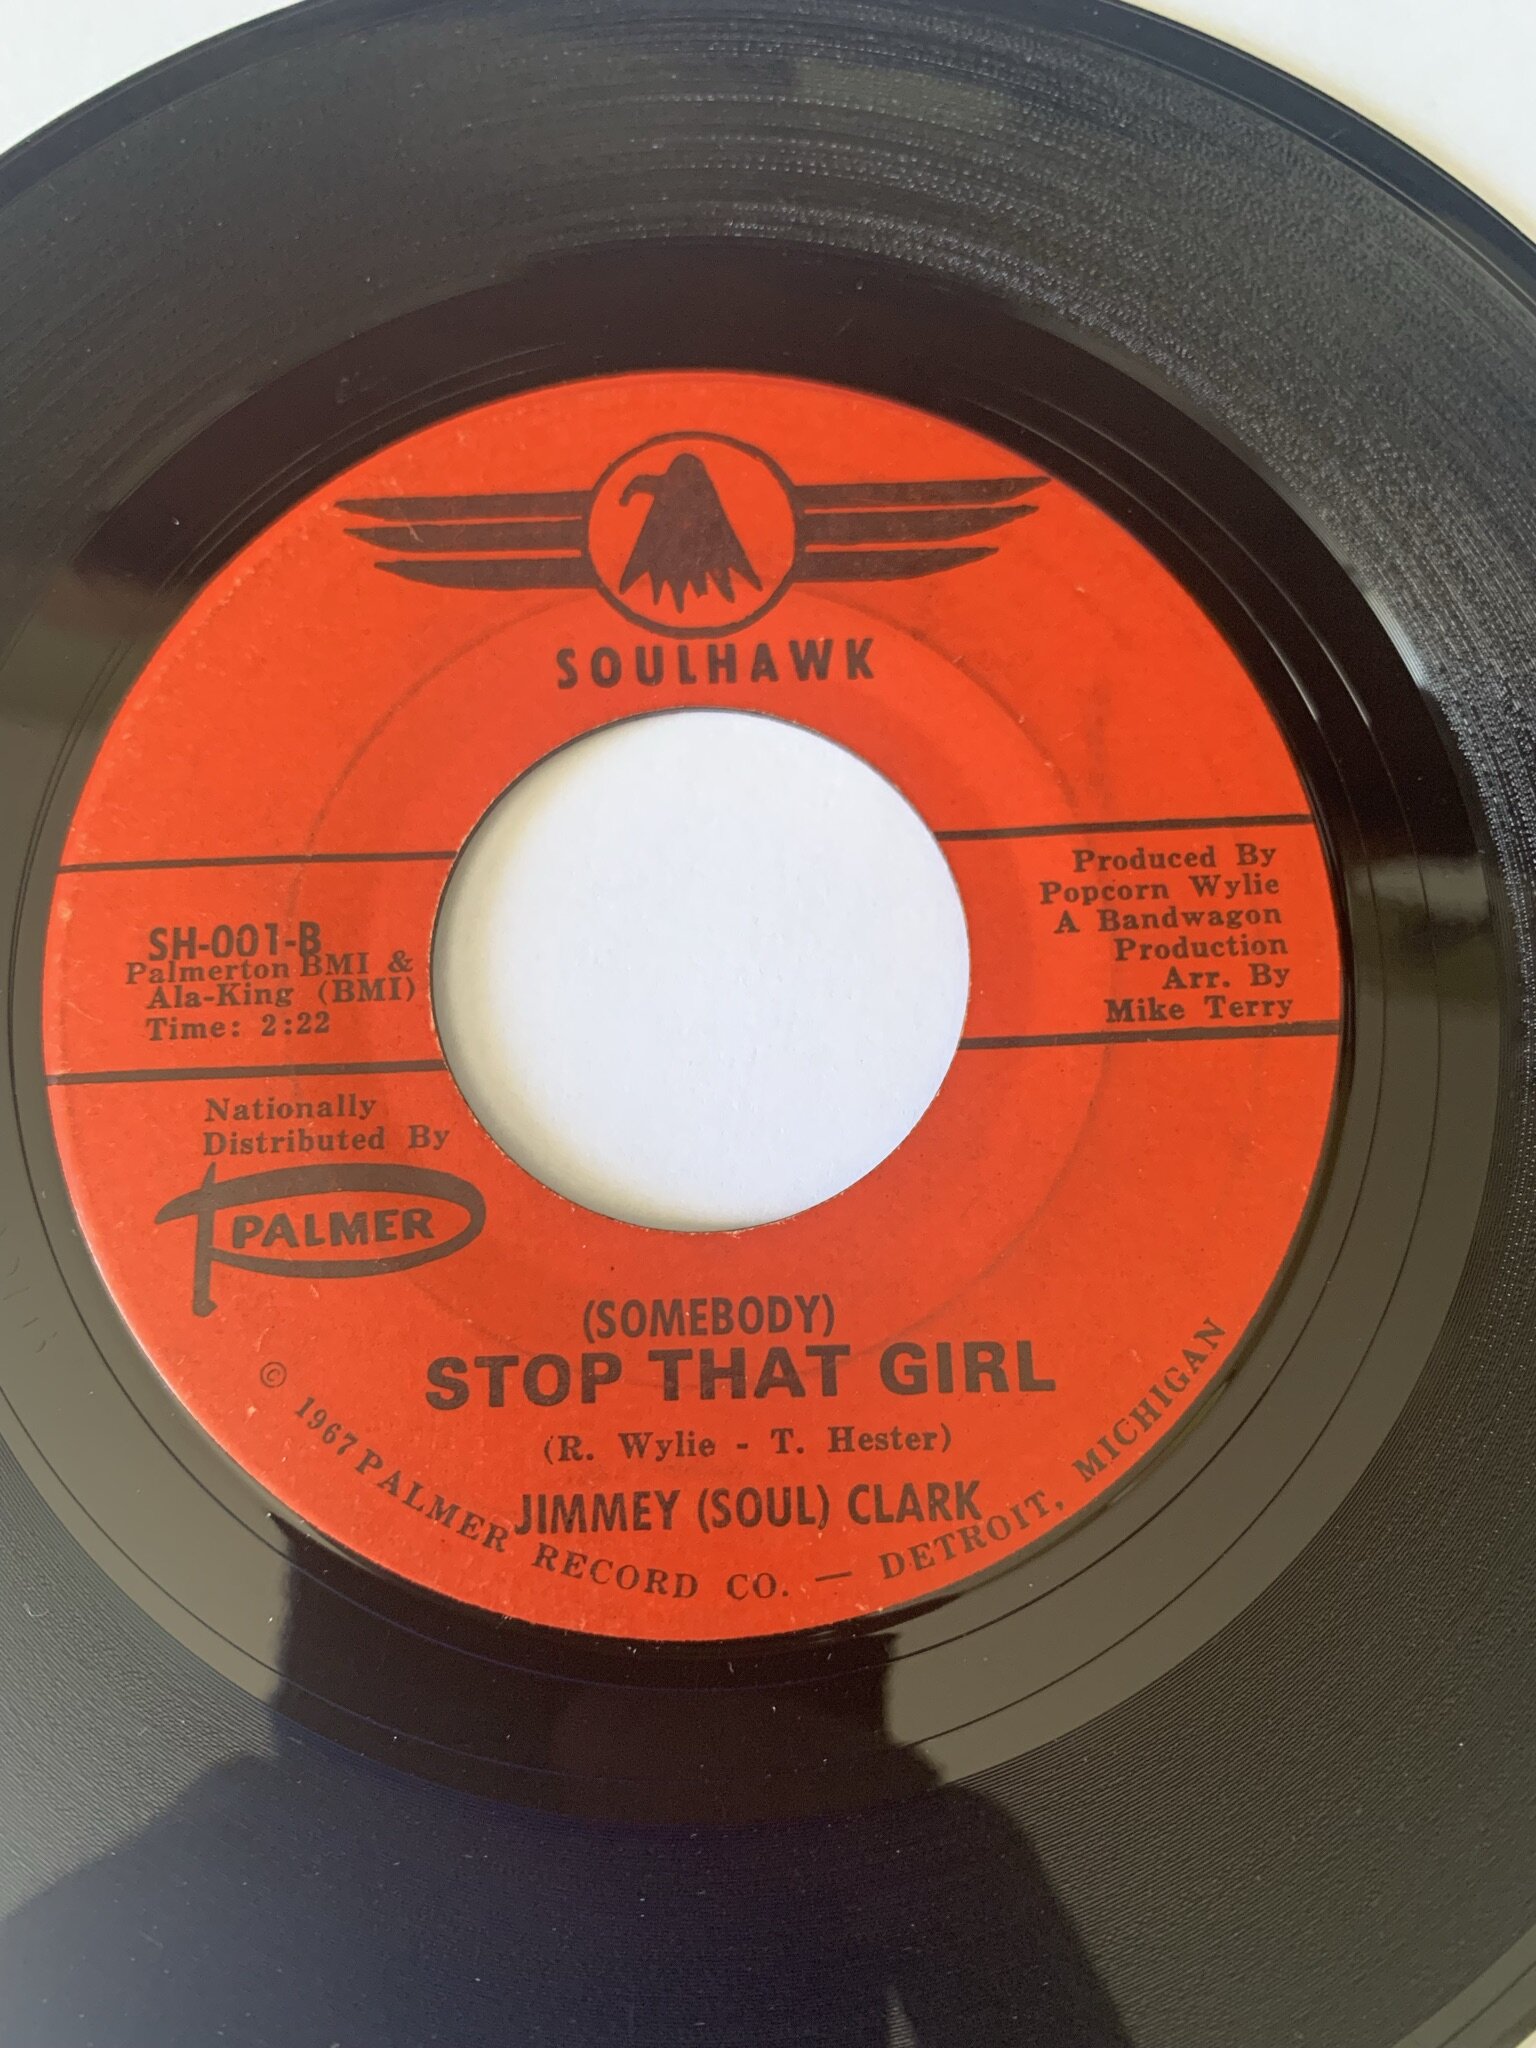 SOULHAWK
SH-001-B
Palmerton BMI &
Ala-King (BMI)
Time: 2:22
Produced By
Popcorn Wylie
A Bandwagon
Production
Arr. By
Mike Terry
Nationally
Distributed By
PALMER
(SOMEBODY)
STOP THAT GIRL
(R. Wylie - T. Hester)
JIMMEY (SOUL) CLARK
© 1967 PALMER RECORD CO. — DETROIT, MICHIGAN